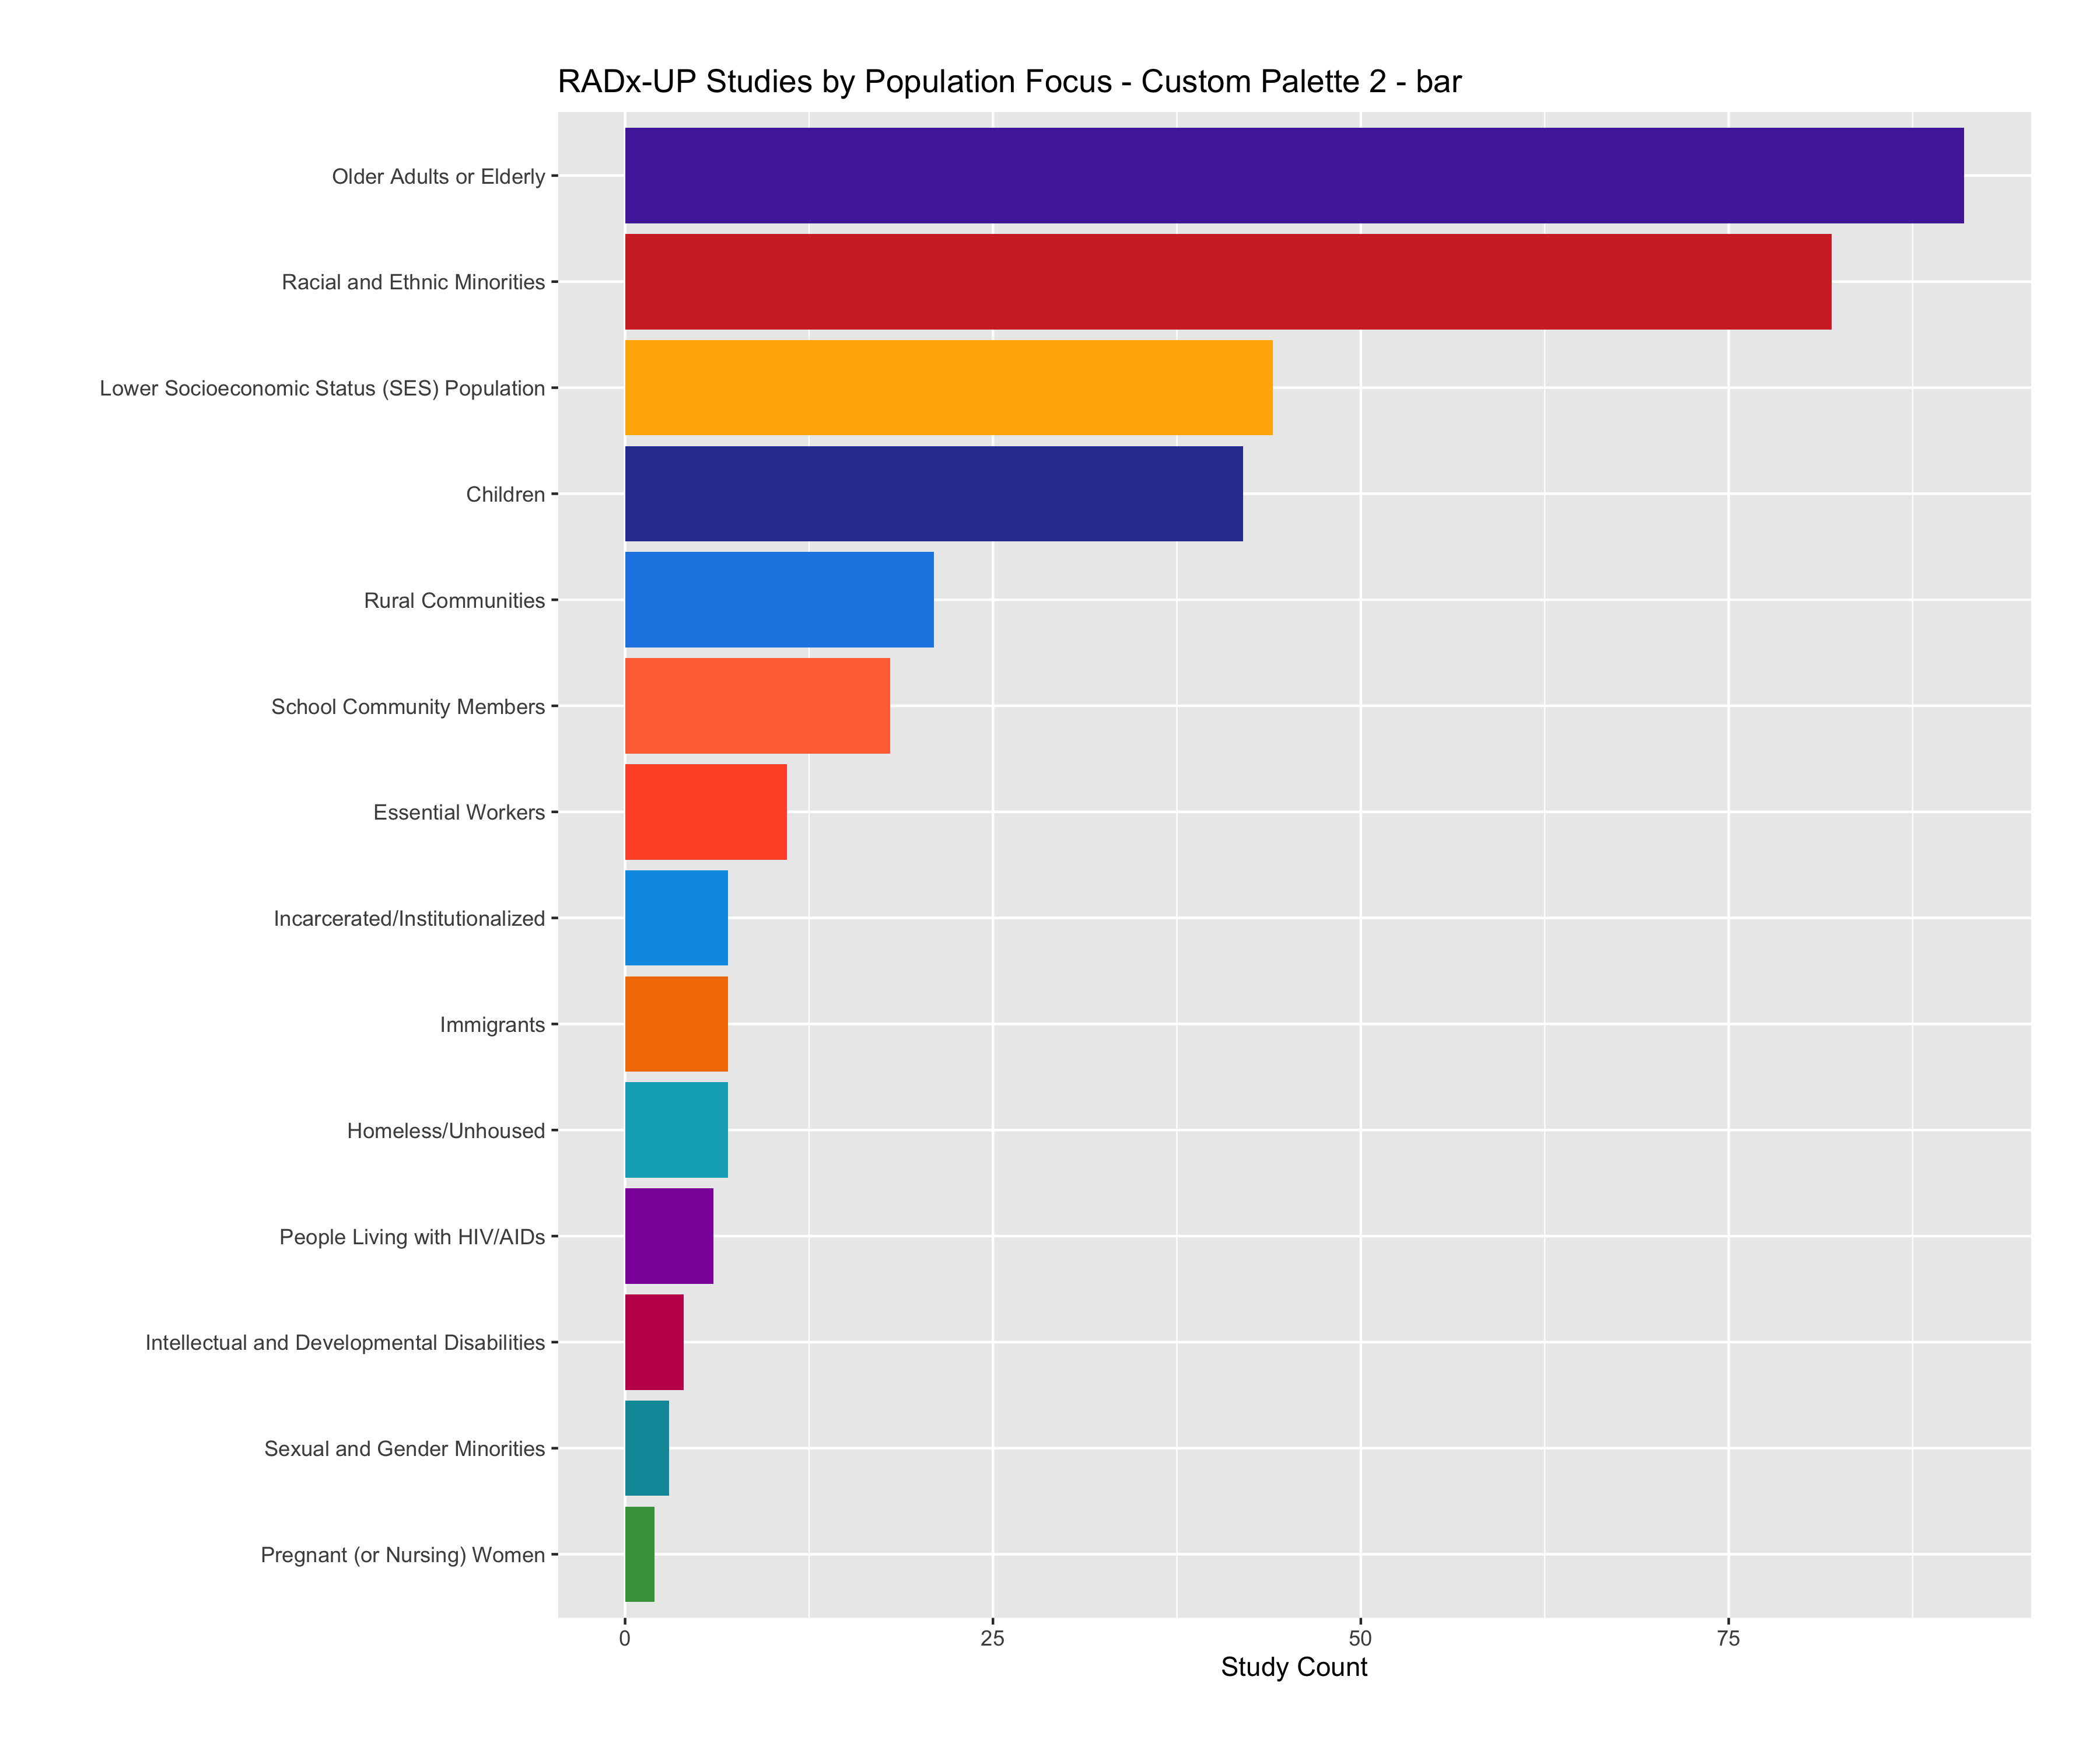 RADx-UP Studies by Population Focus - Custom Palette 2 - bar
Older Adults or Elderly
Racial and Ethnic Minorities
Lower Socioeconomic Status (SES) Population
Children
Rural Communities
School Community Members
Essential Workers
Incarcerated/Institutionalized
Immigrants
Homeless/Unhoused
People Living with HIV/AIDs
Intellectual and Developmental Disabilities
Sexual and Gender Minorities
Pregnant (or Nursing) Women
0 25 50 75
Study Count